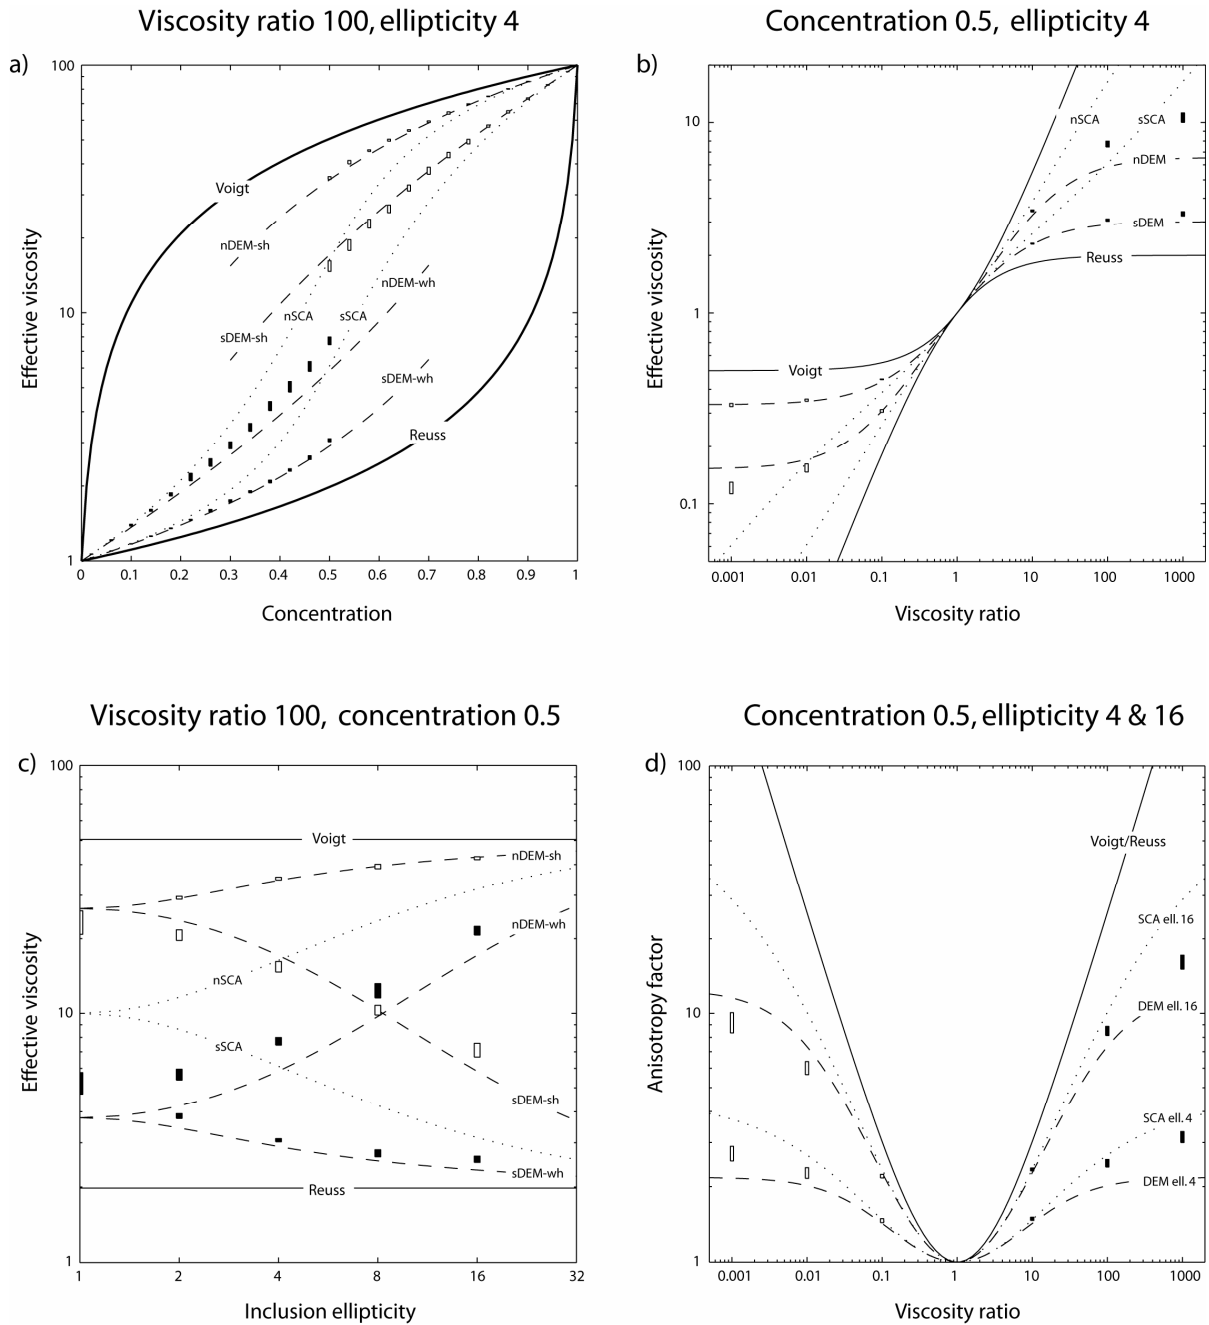 Viscosity ratio 100, ellipticity 4
a)
100
10
1
Effective viscosity
Voigt
nDEM-sh
sDEM-sh
nSCA
sSCA
nDEM-wh
sDEM-wh
Reuss
0 0.1 0.2 0.3 0.4 0.5 0.6 0.7 0.8 0.9 1
Concentration
Concentration 0.5, ellipticity 4
b)
10
1
0.1
Effective viscosity
nSCA
sSCA
nDEM
sDEM
Reuss
Voigt
0.001 0.01 0.1 1 10 100 1000
Viscosity ratio
Viscosity ratio 100, concentration 0.5
c)
100
10
1
Effective viscosity
Voigt
nDEM-sh
nDEM-wh
nSCA
sSCA
sDEM-sh
sDEM-wh
Reuss
1 2 4 8 16 32
Inclusion ellipticity
Concentration 0.5, ellipticity 4 & 16
d)
100
10
1
Anisotropy factor
Voigt/Reuss
SCA ell. 16
DEM ell. 16
SCA ell. 4
DEM ell. 4
0.001 0.01 0.1 1 10 100 1000
Viscosity ratio